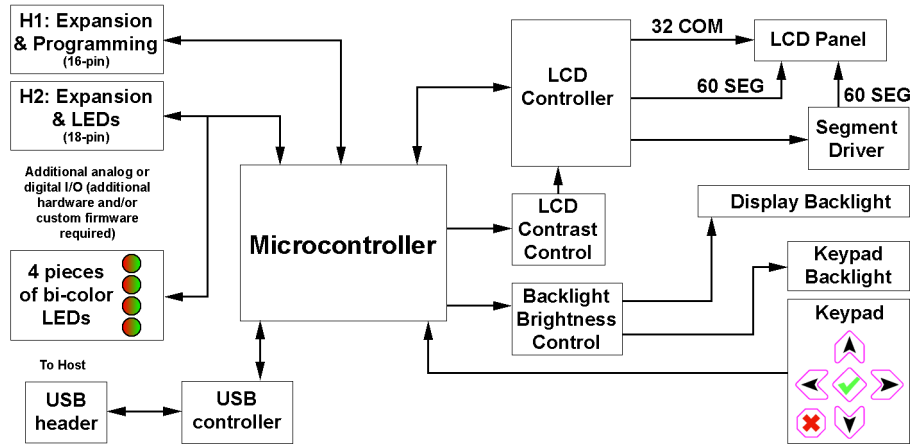 H1: Expansion
& Programming
(16-pin)
H2: Expansion
& LEDs
(18-pin)
Additional analog or
digital I/O (additional
hardware and/or
custom firmware
required)
4 pieces
of bi-color
LEDs
To Host
USB
header
USB
controller
Microcontroller
LCD
Controller
LCD
Contrast
Control
Backlight
Brightness
Control
32 COM
60 SEG
LCD Panel
60 SEG
Segment
Driver
Display Backlight
Keypad
Backlight
Keypad